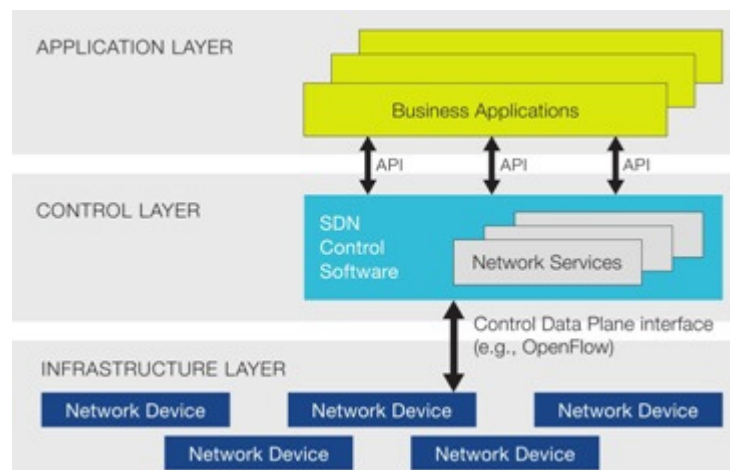 APPLICATION LAYER
Business Applications
API
API
API
CONTROL LAYER
SDN
Control
Software
Network Services
Control Data Plane interface
(e.g., OpenFlow)
INFRASTRUCTURE LAYER
Network Device
Network Device
Network Device
Network Device
Network Device